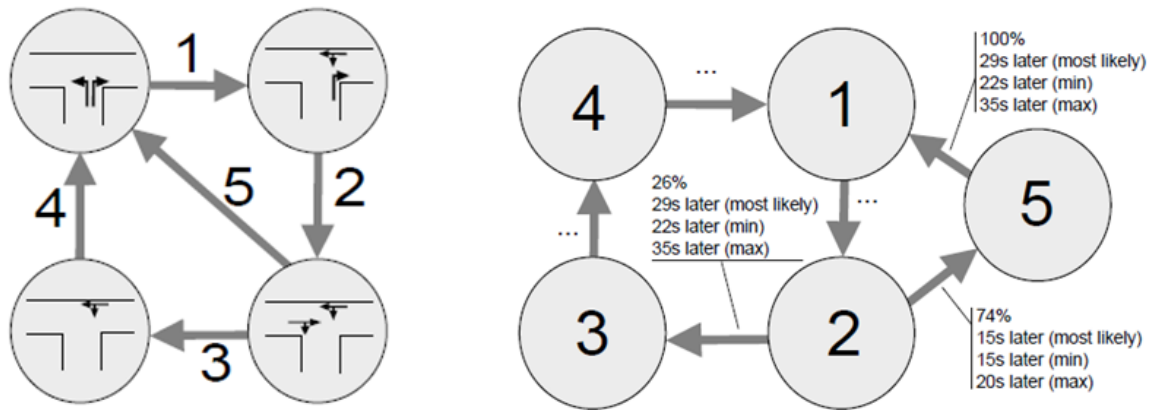 1
2
3
4
5
4
...
1
100%
29s later (most likely)
22s later (min)
35s later (max)
5
...
26%
29s later (most likely)
22s later (min)
35s later (max)
...
3
2
74%
15s later (most likely)
15s later (min)
20s later (max)